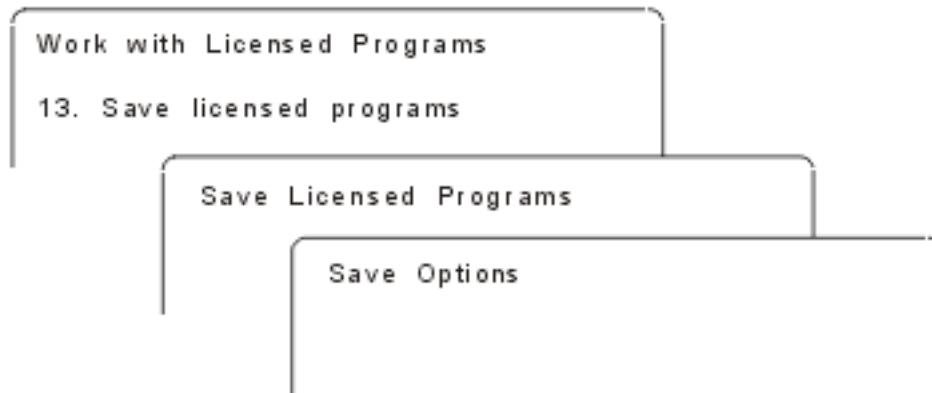 Work with Licensed Programs
13. Save licensed programs
Save Licensed Programs
Save Options